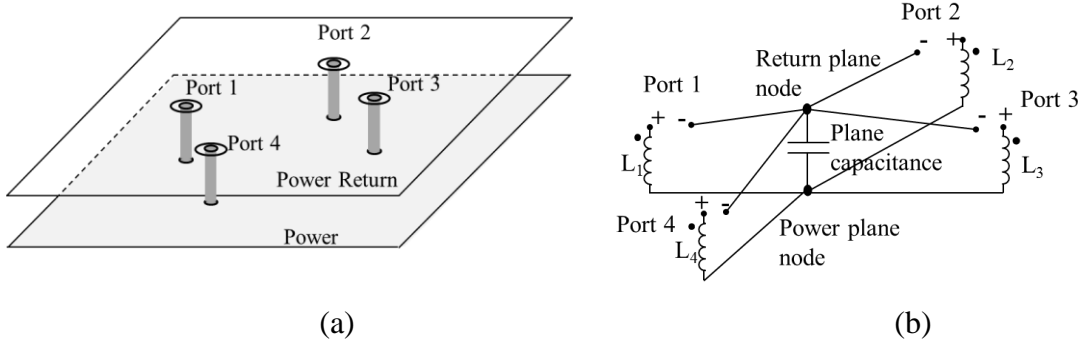 Port 2
Port 1
Port 3
Port 4
Power Return
Power
(a)
Port 2
- +
L2
Return plane
node
Port 1
Port 3
+ -
- +
Plane
capacitance
L1
L3
+ -
Port 4
L4
Power plane
node
(b)